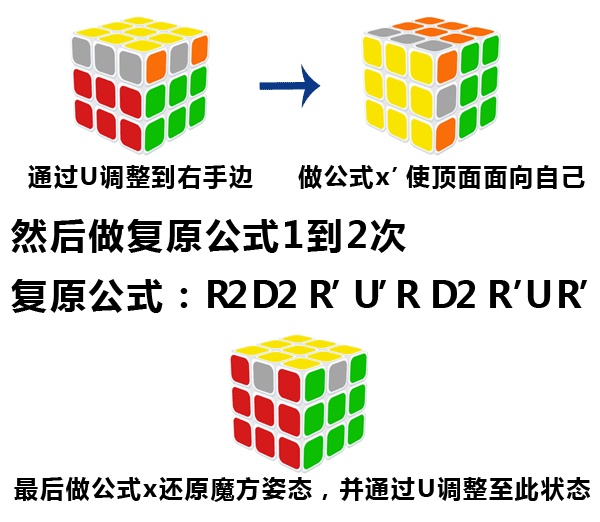 通过U调整到右手边
做公式x′ 使顶面面向自己
然后做复原公式1到2次
复原公式：R2D2 R′ U′ R D2 R′UR′
最后做公式x还原魔方姿态，并通过U调整至此状态